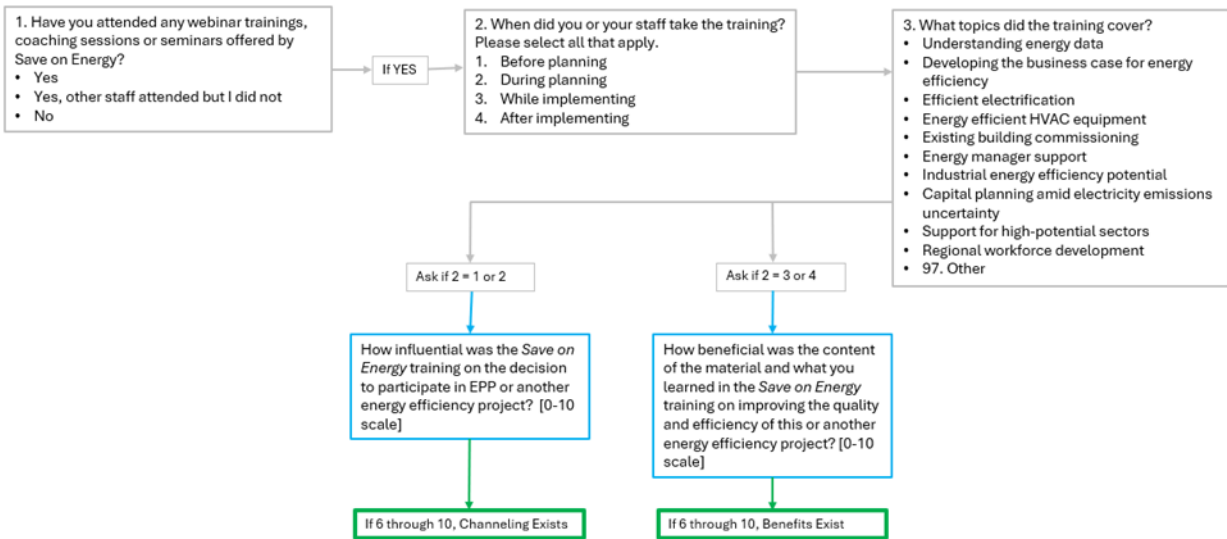 1. Have you attended any webinar trainings,
coaching sessions or seminars offered by
Save on Energy?
• Yes
• Yes, other staff attended but I did not
• No
If YES
2. When did you or your staff take the training?
Please select all that apply.
1. Before planning
2. During planning
3. While implementing
4. After implementing
3. What topics did the training cover?
• Understanding energy data
• Developing the business case for energy
efficiency
• Efficient electrification
• Energy efficient HVAC equipment
• Existing building commissioning
• Energy manager support
• Industrial energy efficiency potential
• Capital planning amid electricity emissions
uncertainty
• Support for high-potential sectors
• Regional workforce development
• 97. Other
Ask if 2 = 1 or 2
Ask if 2 = 3 or 4
How influential was the Save on
Energy training on the decision
to participate in EPP or another
energy efficiency project? [0-10
scale]
How beneficial was the content
of the material and what you
learned in the Save on Energy
training on improving the quality
and efficiency of this or another
energy efficiency project? [0-10
scale]
If 6 through 10, Channeling Exists
If 6 through 10, Benefits Exist